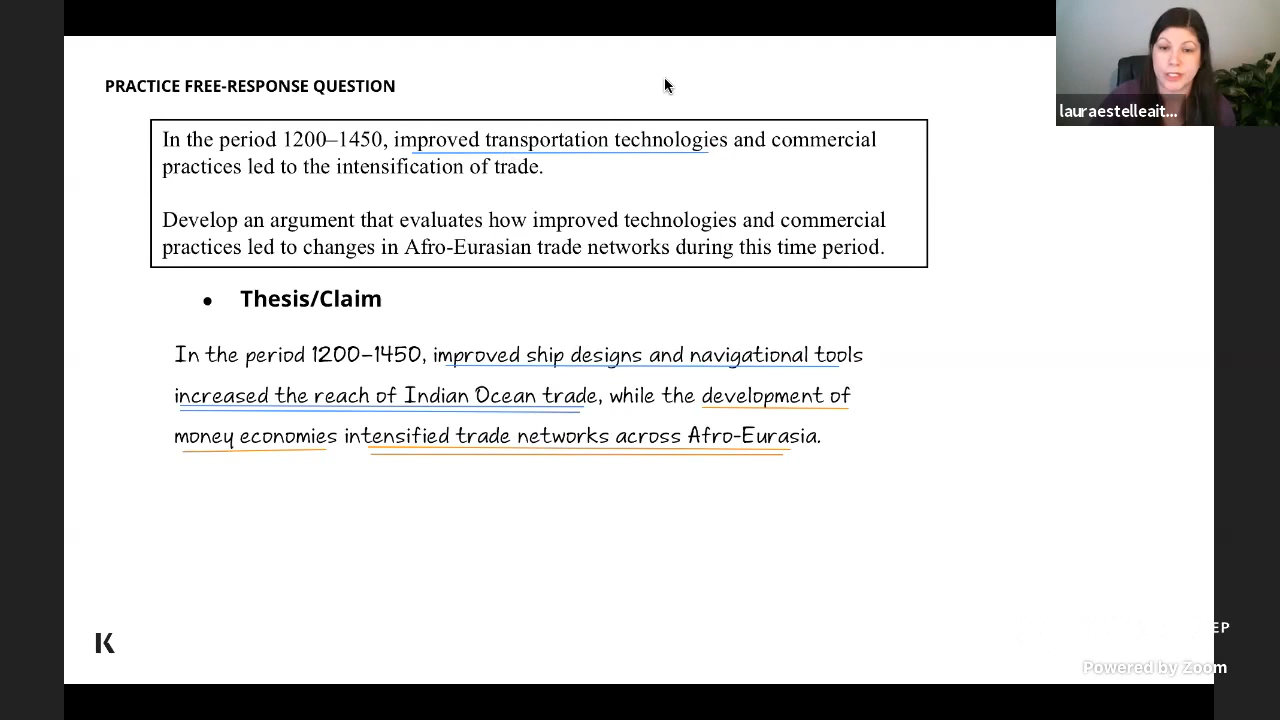 PRACTICE FREE-RESPONSE QUESTION
In the period 1200–1450, improved transportation technologies and commercial
practices led to the intensification of trade.
Develop an argument that evaluates how improved technologies and commercial
practices led to changes in Afro-Eurasian trade networks during this time period.
• Thesis/Claim
In the period 1200–1450, improved ship designs and navigational tools
increased the reach of Indian Ocean trade, while the development of
money economies intensified trade networks across Afro-Eurasia.
lauraestelleait...
K
EP
Powered by Zoom